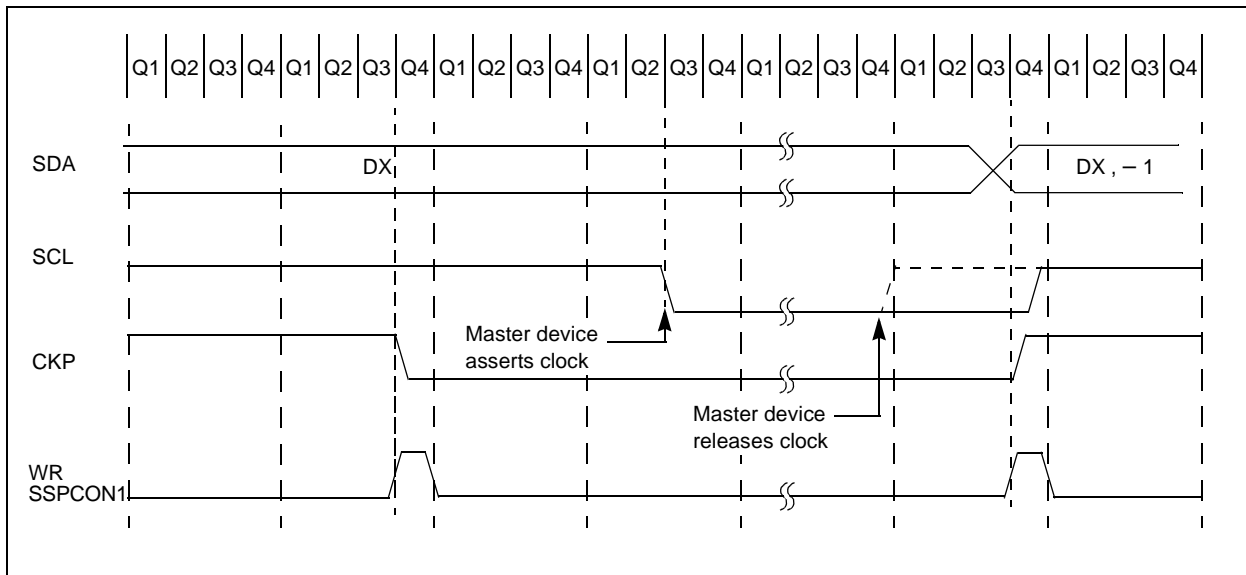 Q1 Q2 Q3 Q4 Q1 Q2 Q3 Q4 Q1 Q2 Q3 Q4 Q1 Q2 Q3 Q4 Q1 Q2 Q3 Q4 Q1 Q2 Q3 Q4 Q1 Q2 Q3 Q4
SDA
DX
DX , – 1
SCL
Master device
asserts clock
CKP
Master device
releases clock
WR
SSPCON1